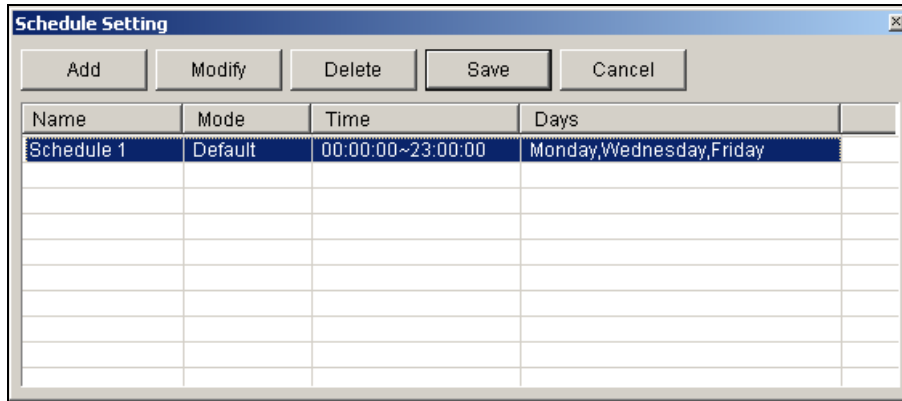 Schedule Setting
Add Modify Delete Save Cancel
Name Mode Time Days
Schedule 1 Default 00:00:00~23:00:00 Monday,Wednesday,Friday